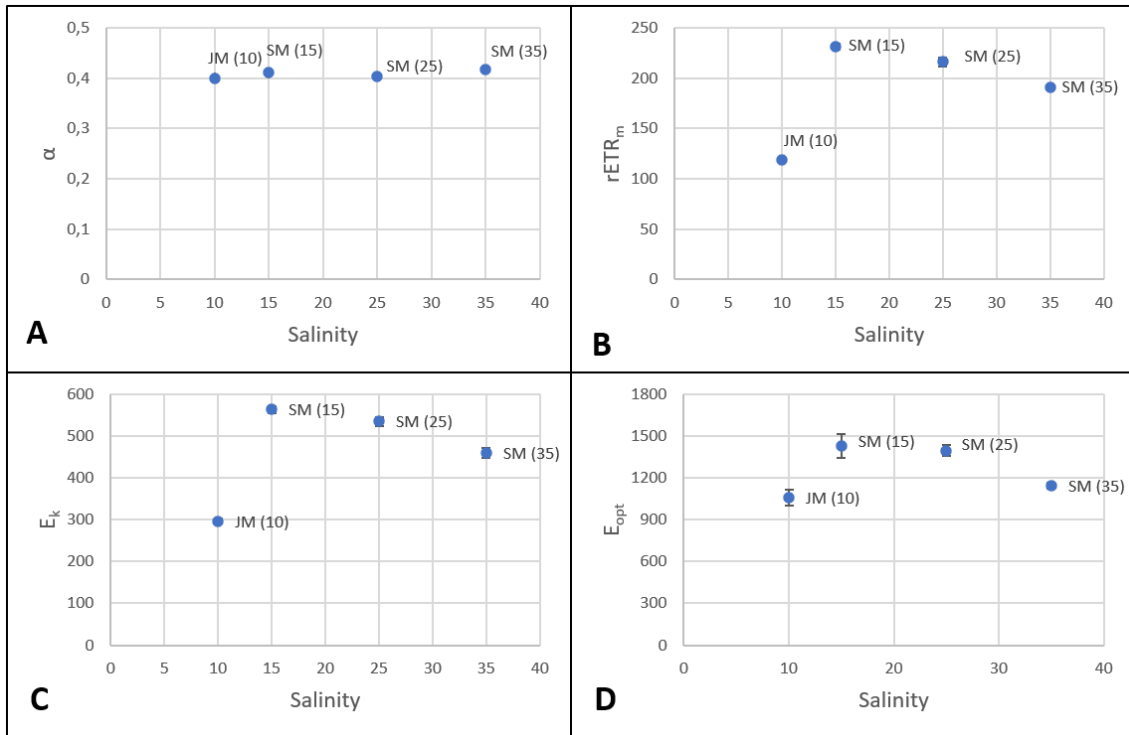 0,5
0,4
0,3
0,2
0,1
0
α
JM (10)
SM (15)
SM (25)
SM (35)
0 5 10 15 20 25 30 35 40
Salinity
A
250
200
150
100
50
0
rETRm
JM (10)
SM (15)
SM (25)
SM (35)
0 5 10 15 20 25 30 35 40
Salinity
B
600
500
400
300
200
100
0
Ek
JM (10)
SM (15)
SM (25)
SM (35)
0 5 10 15 20 25 30 35 40
Salinity
C
1800
1500
1200
900
600
300
0
Eopt
JM (10)
SM (15)
SM (25)
SM (35)
0 10 20 30 40
Salinity
D